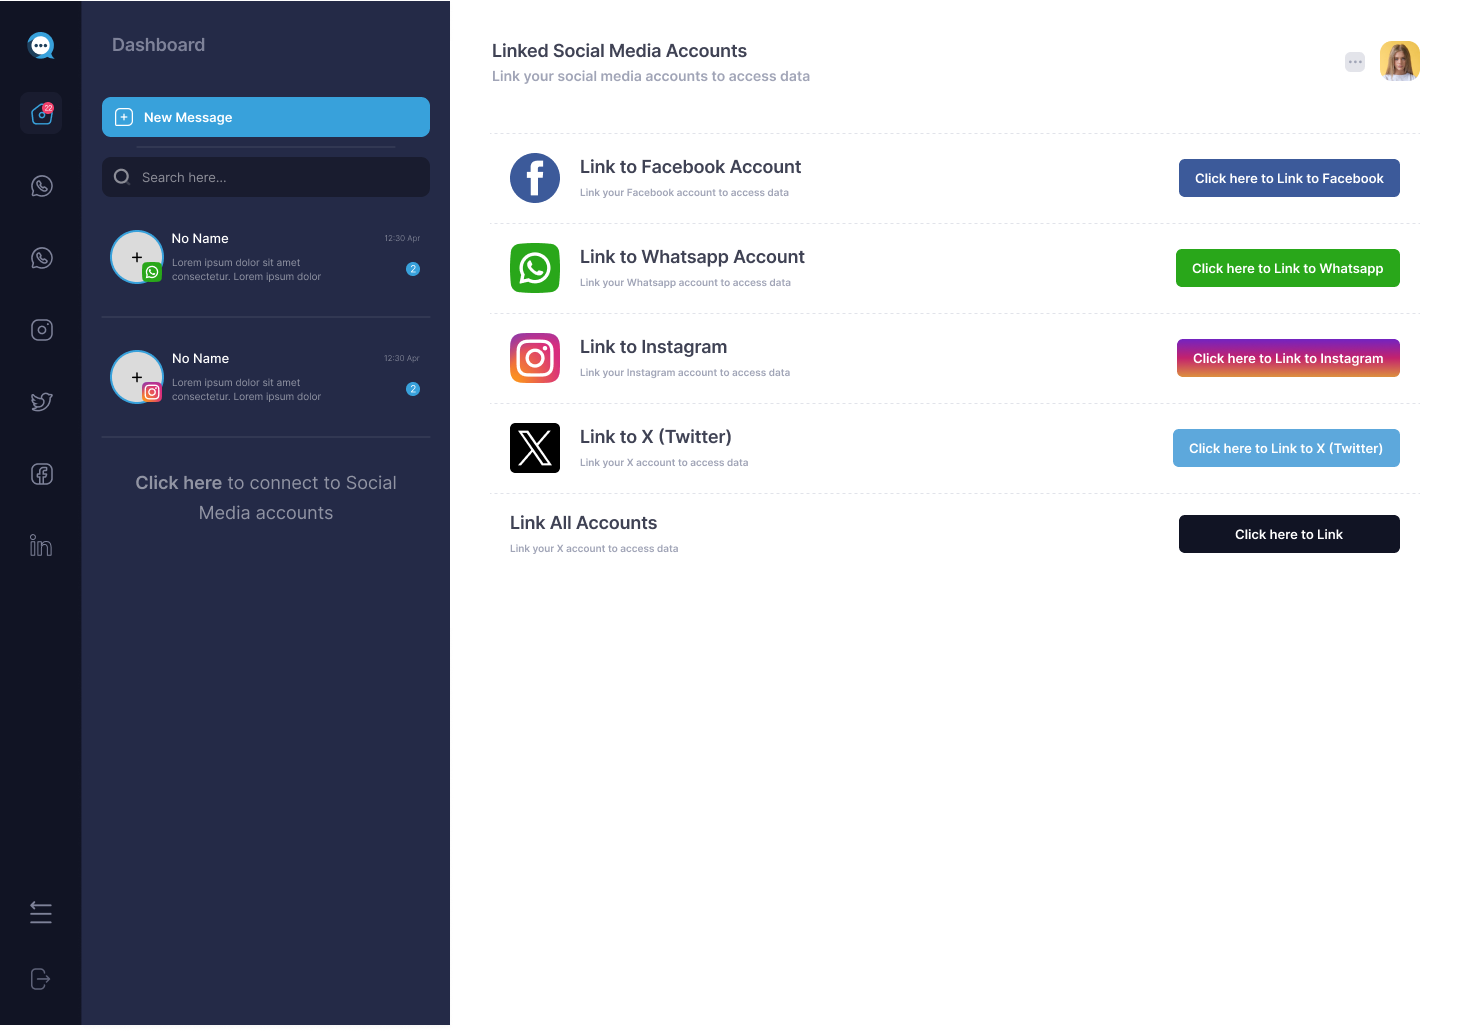 Dashboard
22
New Message
Search here...
No Name
12:30 Apr
Lorem ipsum dolor sit amet
consectetur. Lorem ipsum dolor
2
No Name
12:30 Apr
Lorem ipsum dolor sit amet
consectetur. Lorem ipsum dolor
2
Click here to connect to Social
Media accounts
in
Linked Social Media Accounts
Link your social media accounts to access data
Link to Facebook Account
Link your Facebook account to access data
Click here to Link to Facebook
Link to Whatsapp Account
Link your Whatsapp account to access data
Click here to Link to Whatsapp
Link to Instagram
Link your Instagram account to access data
Click here to Link to Instagram
Link to X (Twitter)
Link your X account to access data
Click here to Link to X (Twitter)
Link All Accounts
Link your X account to access data
Click here to Link